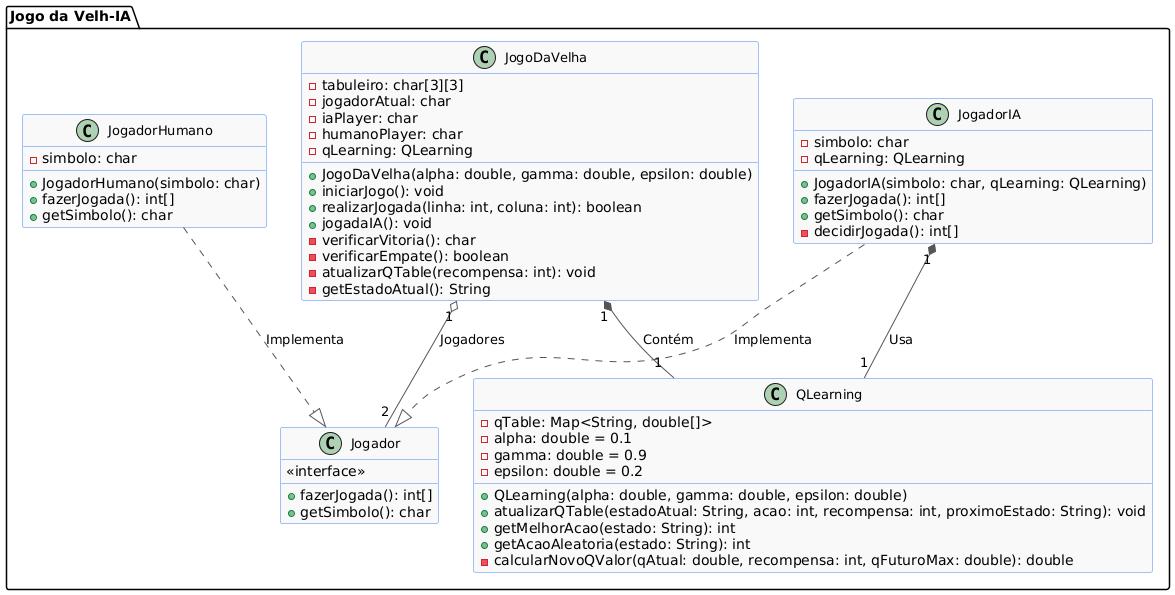 Jogo da Velh-IA
C JogoDaVelha
tabuleiro: char[3][3]
jogadorAtual: char
iaPlayer: char
humanoPlayer: char
qLearning: QLearning
JogoDaVelha(alpha: double, gamma: double, epsilon: double)
iniciarJogo(): void
realizarJogada(linha: int, coluna: int): boolean
jogadaIA(): void
verificarVitoria(): char
verificarEmpate(): boolean
atualizarQTable(recompensa: int): void
getEstadoAtual(): String
C JogadorHumano
simbolo: char
JogadorHumano(simbolo: char)
fazerJogada(): int[]
getSimbolo(): char
C JogadorIA
simbolo: char
qLearning: QLearning
JogadorIA(simbolo: char, qLearning: QLearning)
fazerJogada(): int[]
getSimbolo(): char
decidirJogada(): int[]
1
1
1
Implementa
Jogadores
Contém
Implementa
Usa
1
1
2
C Jogador
«interface»
fazerJogada(): int[]
getSimbolo(): char
C QLearning
qTable: Map<String, double[]>
alpha: double = 0.1
gamma: double = 0.9
epsilon: double = 0.2
QLearning(alpha: double, gamma: double, epsilon: double)
atualizarQTable(estadoAtual: String, acao: int, recompensa: int, proximoEstado: String): void
getMelhorAcao(estado: String): int
getAcaoAleatoria(estado: String): int
calcularNovoQValor(qAtual: double, recompensa: int, qFuturoMax: double): double